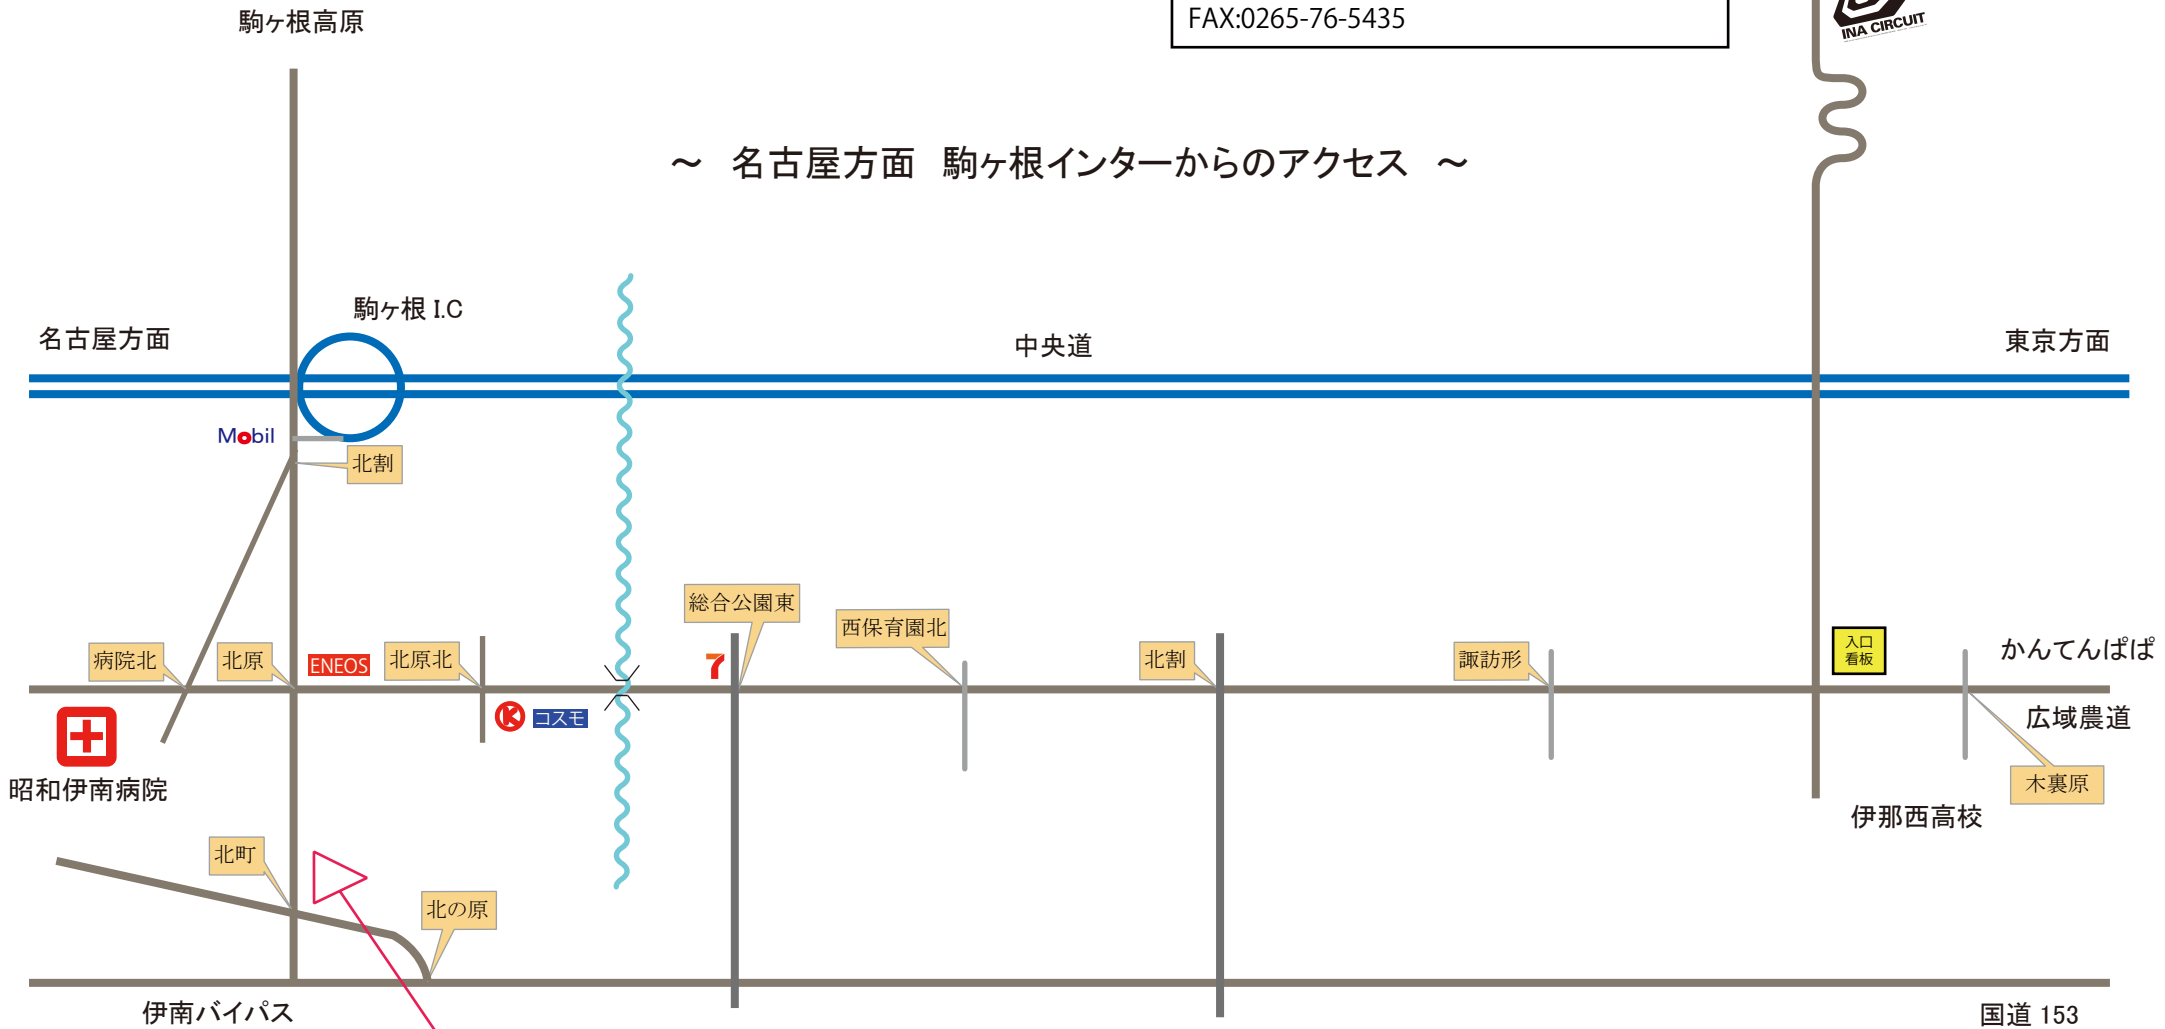 駒ヶ根高原
FAX:0265-76-5435
INA CIRCUIT
～ 名古屋方面 駒ヶ根インターからのアクセス ～
駒ヶ根 I.C
名古屋方面
中央道
東京方面
Mobil
北割
総合公園東
西保育園北
病院北
北原
ENEOS
北原北
7
北割
諏訪形
入口
看板
かんてんぱぱ
K
コスモ
広域農道
昭和伊南病院
木裏原
伊那西高校
北町
北の原
伊南バイパス
国道 153